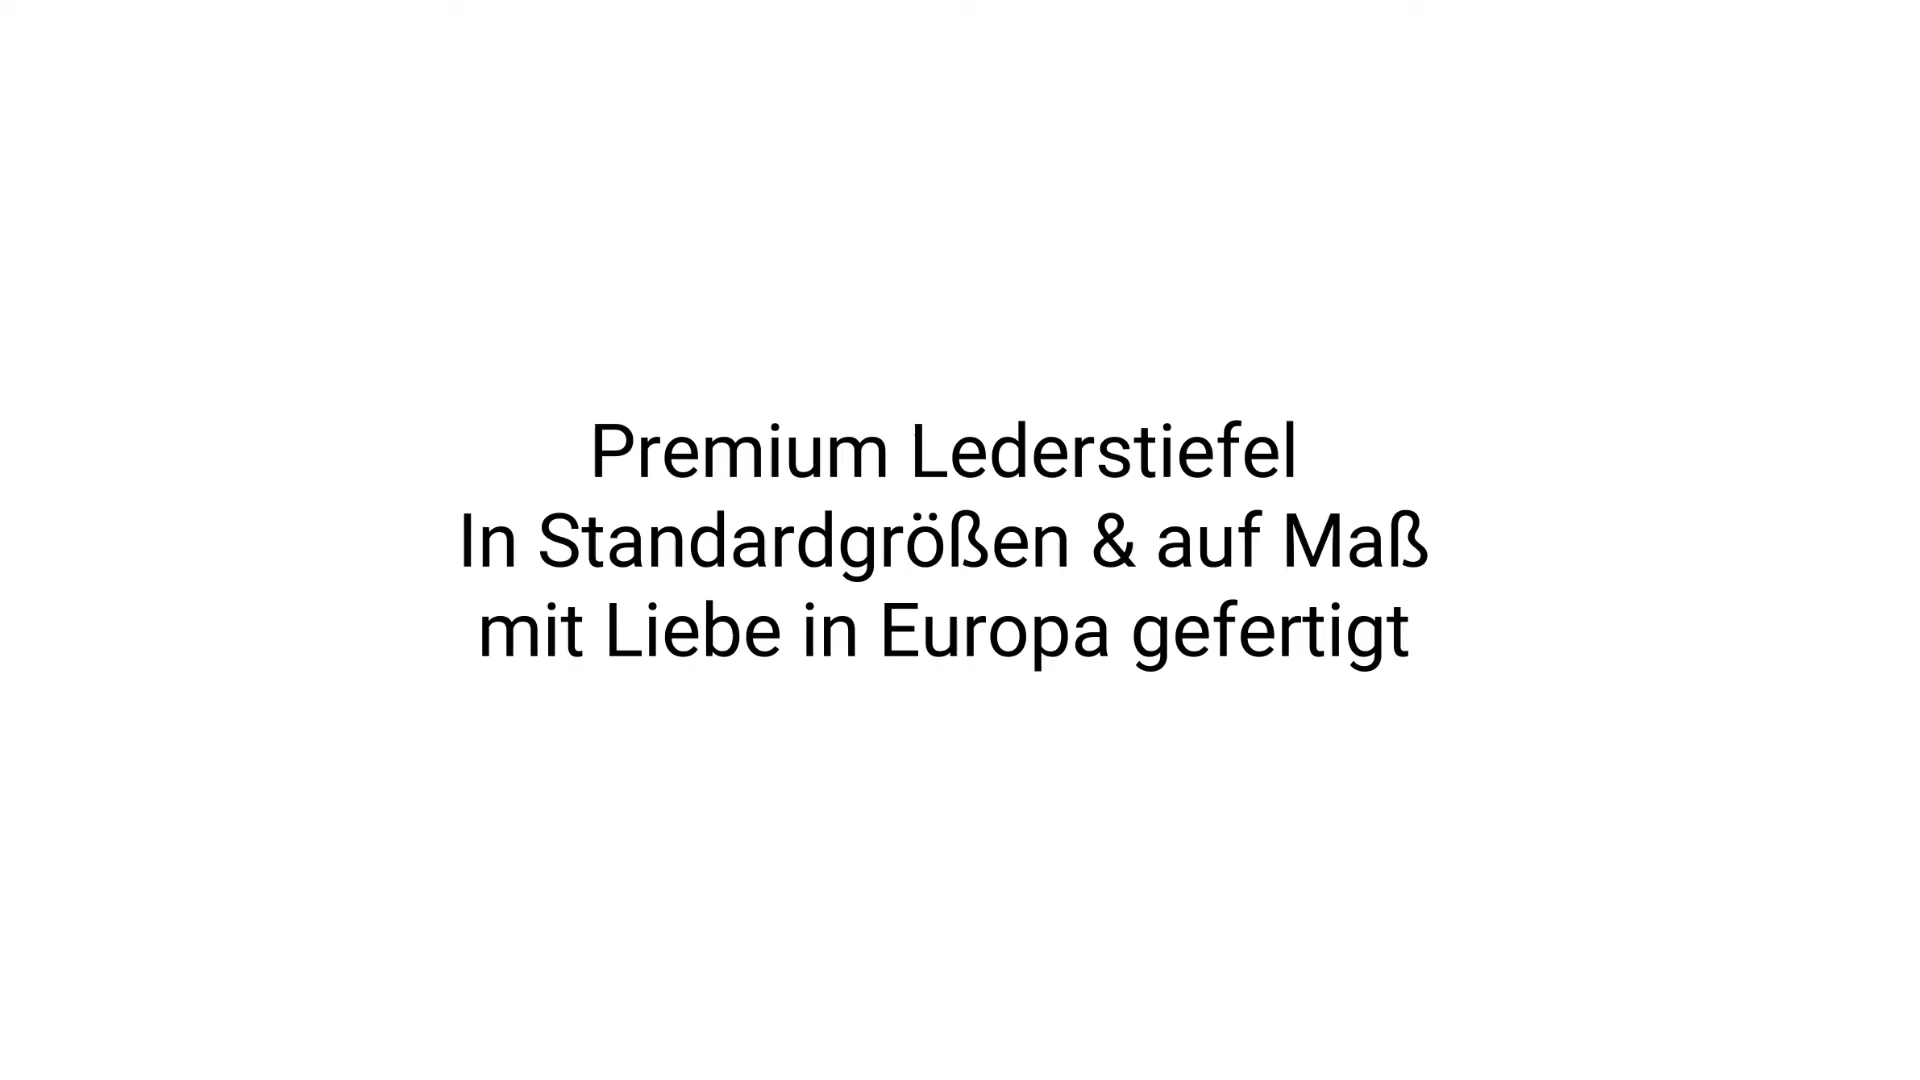 Premium Lederstiefel
In Standardgrößen & auf Maß
mit Liebe in Europa gefertigt